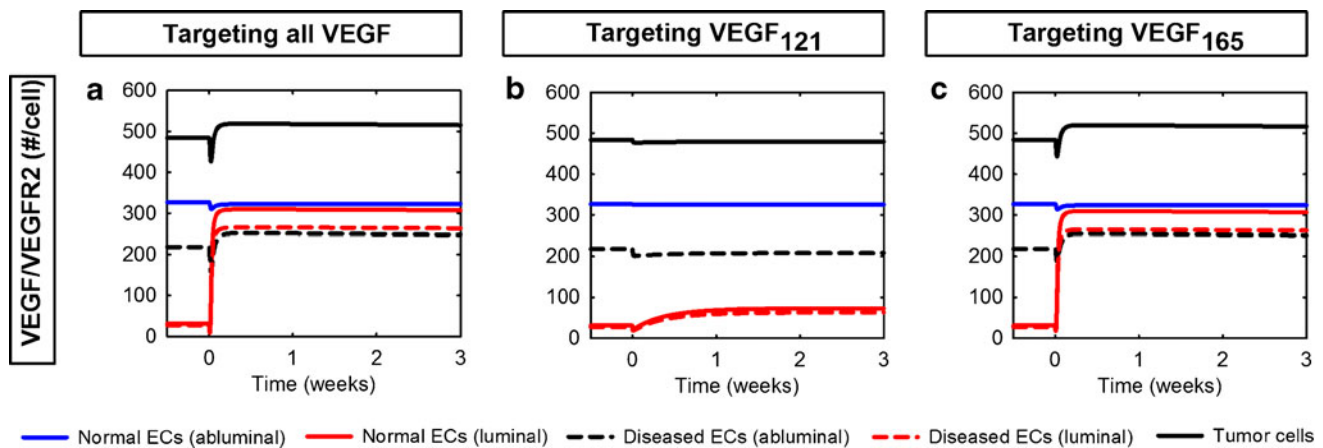 Targeting all VEGF
Targeting VEGF121
Targeting VEGF165
VEGF/VEGFR2 (#/cell)
a
600
500
400
300
200
100
0
0
1
2
3
Time (weeks)
b
600
500
400
300
200
100
0
0
1
2
3
Time (weeks)
c
600
500
400
300
200
100
0
0
1
2
3
Time (weeks)
Normal ECs (abluminal)
Normal ECs (luminal)
Diseased ECs (abluminal)
Diseased ECs (luminal)
Tumor cells